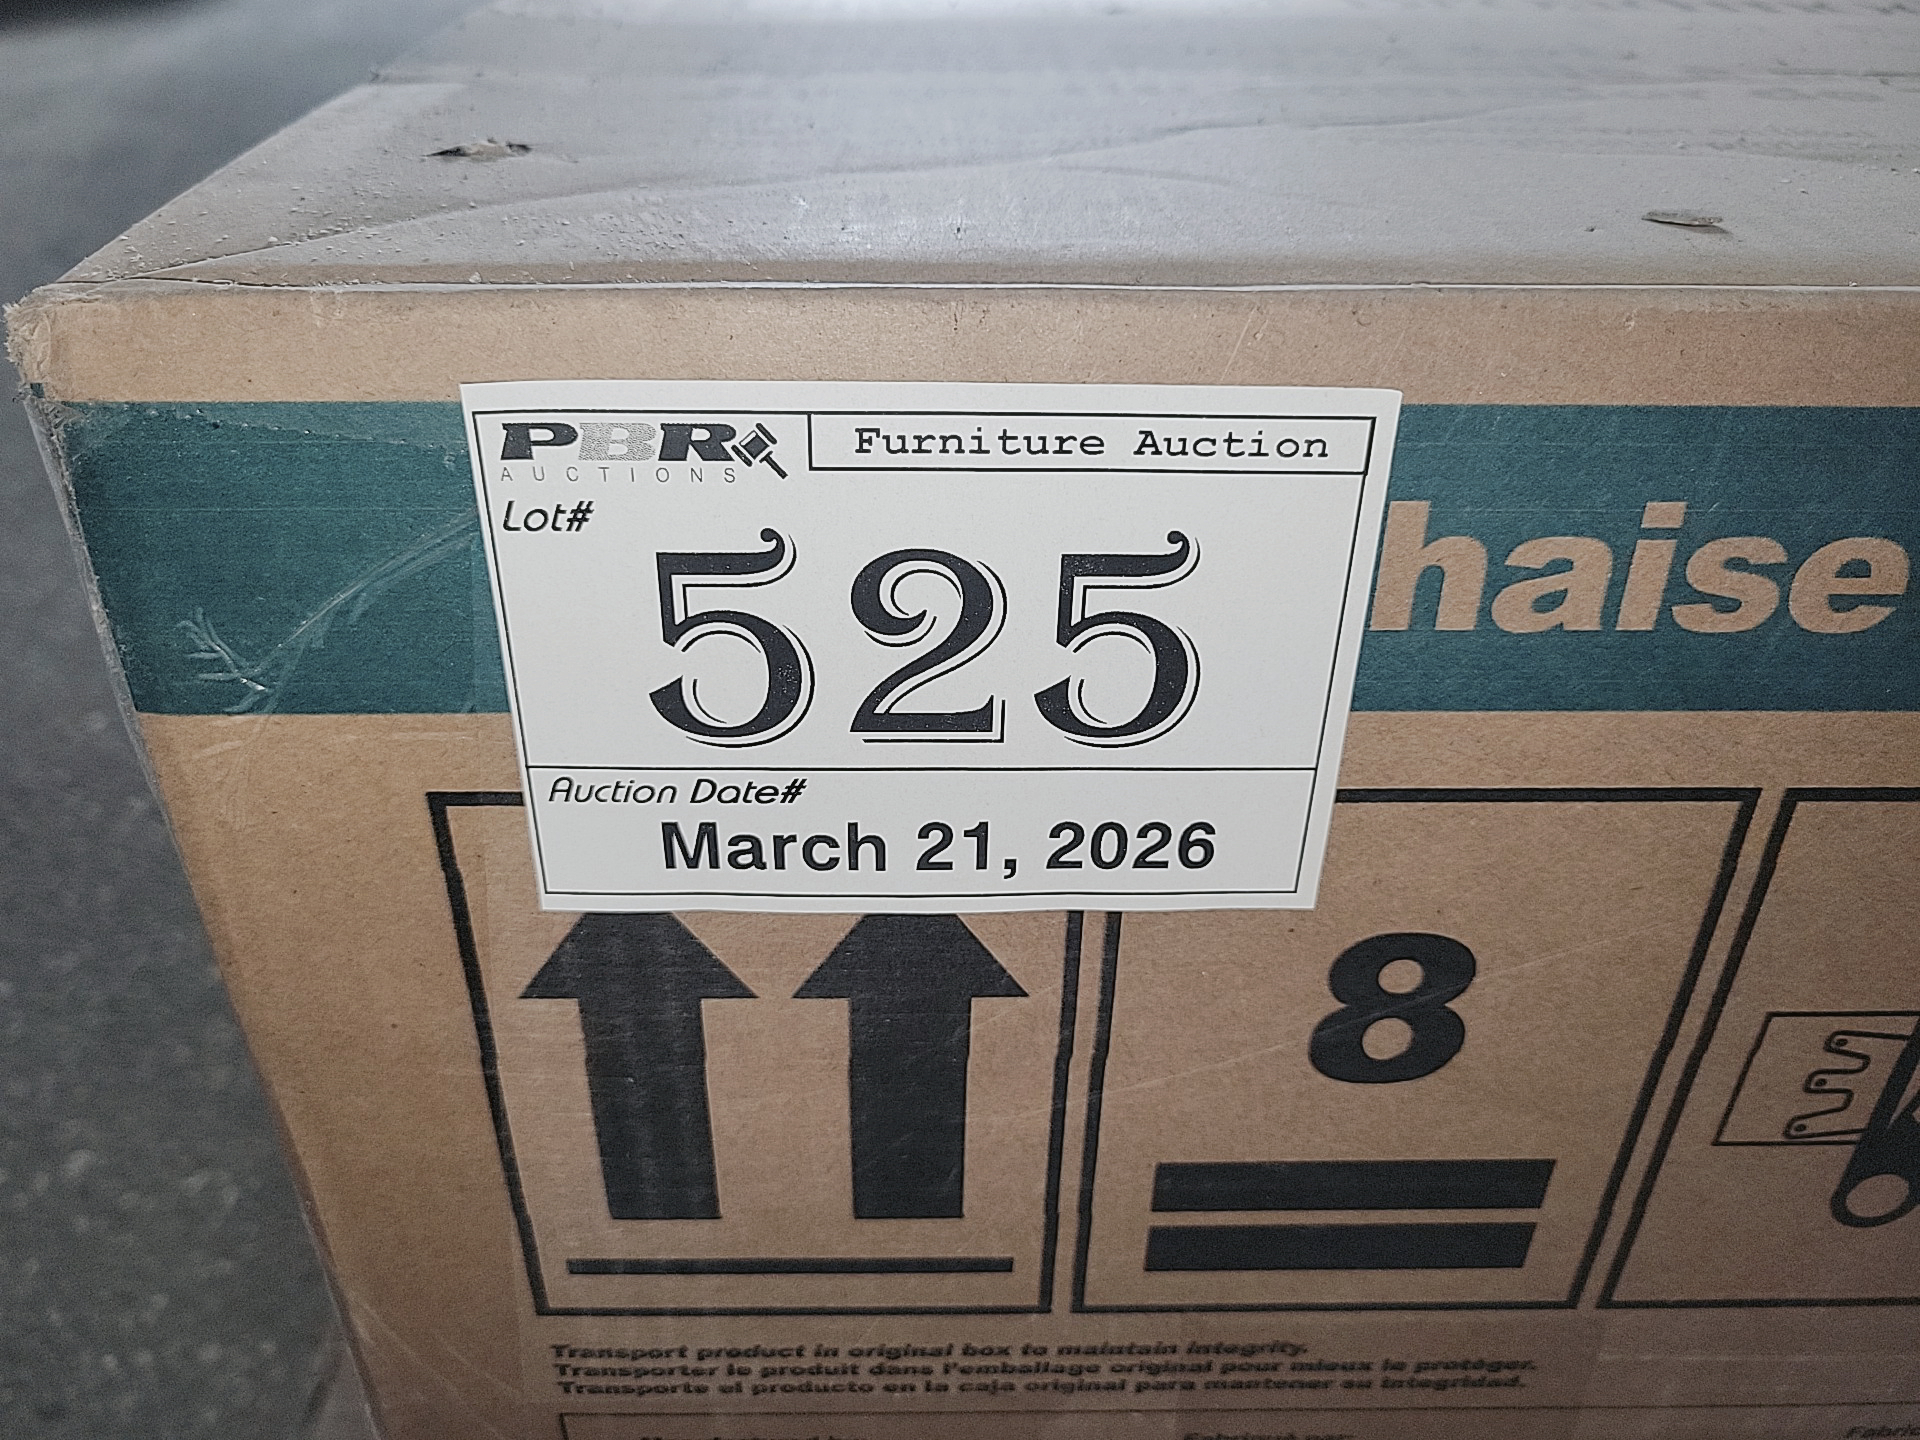 PBR
AUCTIONS
Furniture Auction
Lot#
525
haise
Auction Date#
March 21, 2026
8
Transport product in original box to maintain integrity.
Transporter le produit dans l'emballage original pour mieux le protéger.
Transporte el producto en la caja original para mantener su integridad.